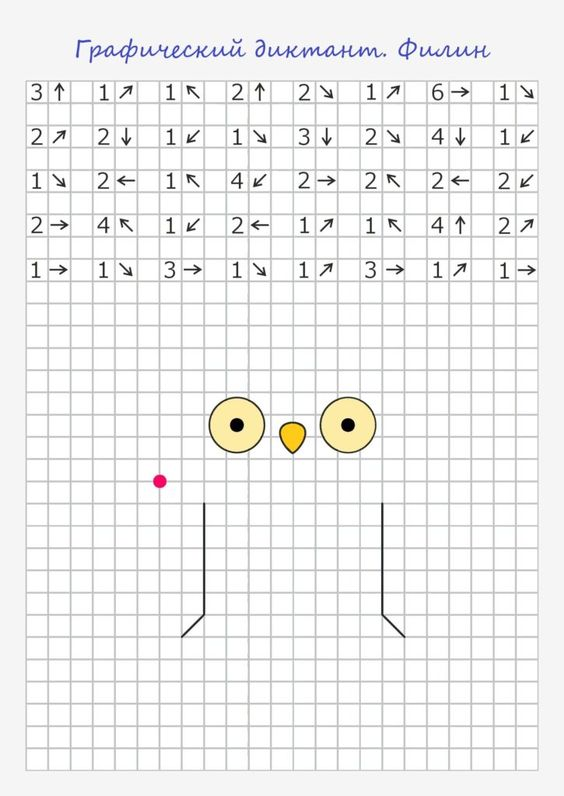 Графический диктант. Филин
3↑ 1↗ 1↖ 2↑ 2↘ 1↗ 6→ 1↘
2↗ 2↓ 1↙ 1↘ 3↓ 2↘ 4↓ 1↙
1↘ 2← 1↖ 4↙ 2→ 2↖ 2← 2↙
2→ 4↖ 1↙ 2← 1↗ 1↖ 4↑ 2↗
1→ 1↘ 3→ 1↘ 1↗ 3→ 1↗ 1→